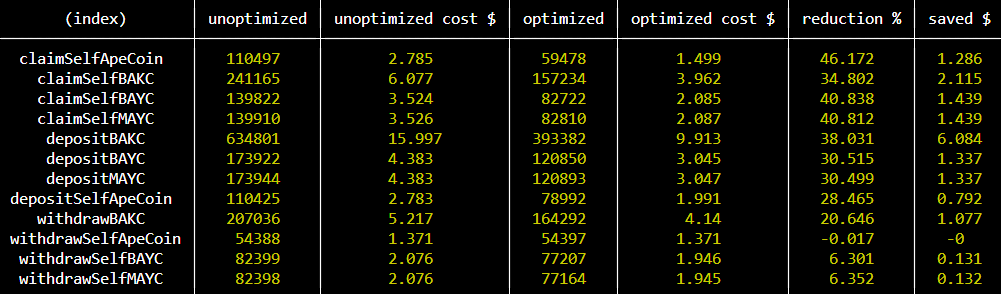 (index) unoptimized unoptimized cost $ optimized optimized cost $ reduction % saved $
claimSelfApeCoin 110497 2.785 59478 1.499 46.172 1.286
claimSelfBAKC 241165 6.077 157234 3.962 34.802 2.115
claimSelfBAYC 139822 3.524 82722 2.085 40.838 1.439
claimSelfMAYC 139910 3.526 82810 2.087 40.812 1.439
depositBAKC 634801 15.997 393382 9.913 38.031 6.084
depositBAYC 173922 4.383 120850 3.045 30.515 1.337
depositMAYC 173944 4.383 120893 3.047 30.499 1.337
depositSelfApeCoin 110425 2.783 78992 1.991 28.465 0.792
withdrawBAKC 207036 5.217 164292 4.14 20.646 1.077
withdrawSelfApeCoin 54388 1.371 54397 1.371 -0.017 -0
withdrawSelfBAYC 82399 2.076 77207 1.946 6.301 0.131
withdrawSelfMAYC 82398 2.076 77164 1.945 6.352 0.132